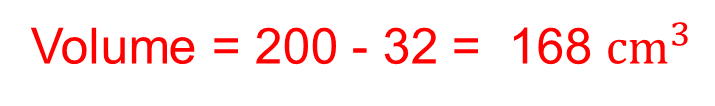 Volume = 200 - 32 = 168 cm³